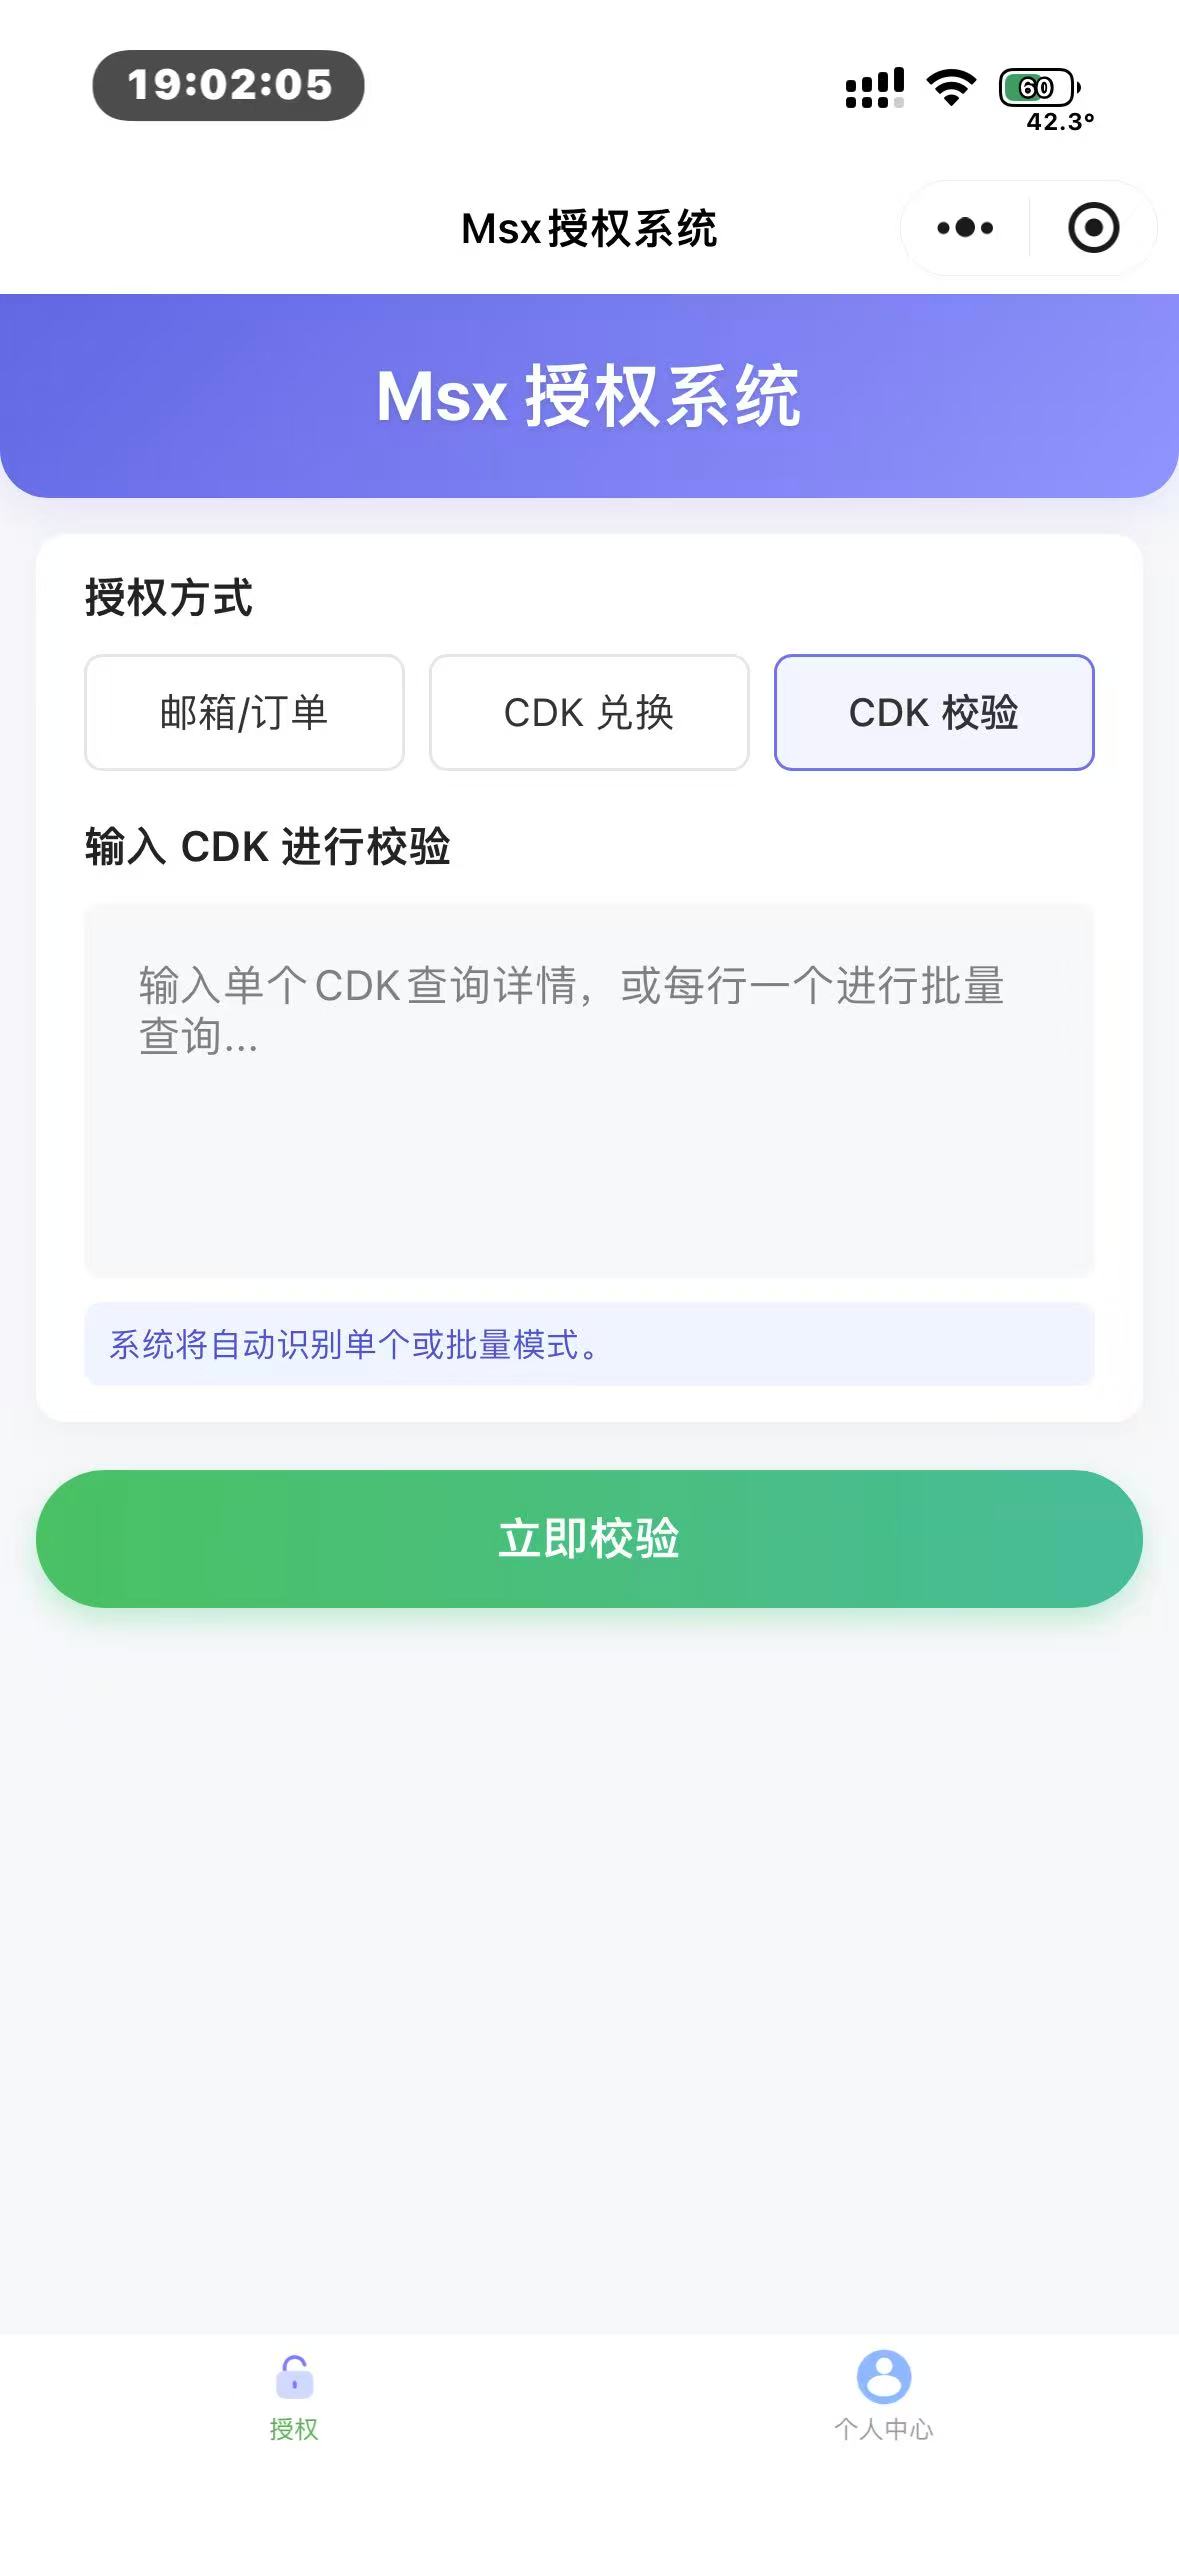 19:02:05
60
42.3°
Msx授权系统
Msx 授权系统
授权方式
邮箱/订单
CDK 兑换
CDK 校验
输入 CDK 进行校验
输入单个CDK查询详情，或每行一个进行批量
查询...
系统将自动识别单个或批量模式。
立即校验
授权
个人中心